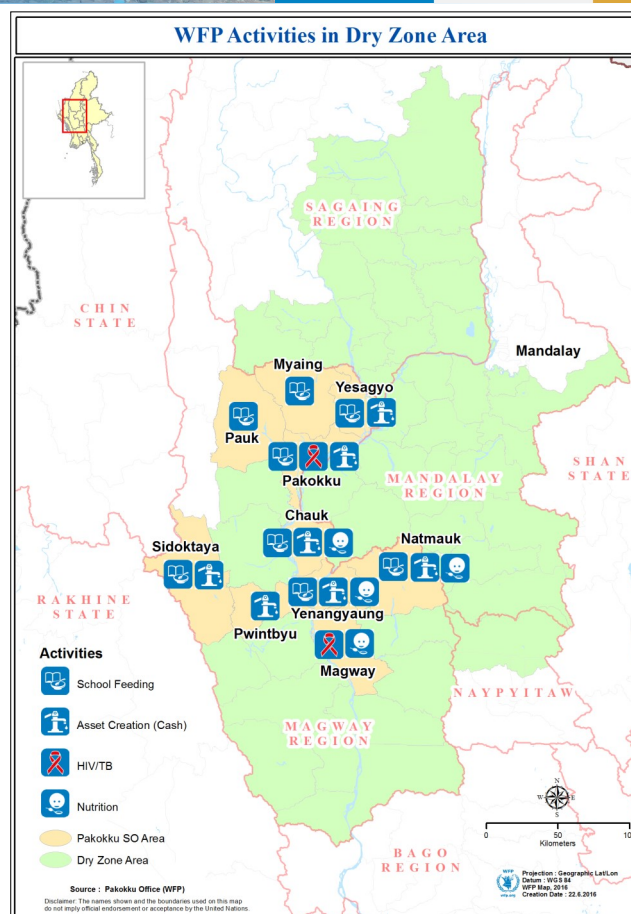 WFP Activities in Dry Zone Area
SAGAING
REGION
CHIN
STATE
Mandalay
Myaing
Yesagyo
Pauk
Pakokku
MANDALAY
REGION
SHAN
STATE
Chauk
Natmauk
Sidoktaya
RAKHINE
STATE
Yenangyaung
Pwintbyu
Magway
NAYPYITAW
MAGWAY
REGION
BAGO
REGION
Activities
School Feeding
Asset Creation (Cash)
HIV/TB
Nutrition
Pakokku SO Area
Dry Zone Area
Source : Pakokku Office (WFP)
Disclaimer: The names shown and the boundaries used on this map
do not imply official endorsement or acceptance by the United Nations.
N
W
E
S
0 50
Kilometers
WFP
wfp.org
Projection : Geographic Lat/Lon
Datum : WGS 84
WFP Map, 2016
Creation Date : 22.6.2016